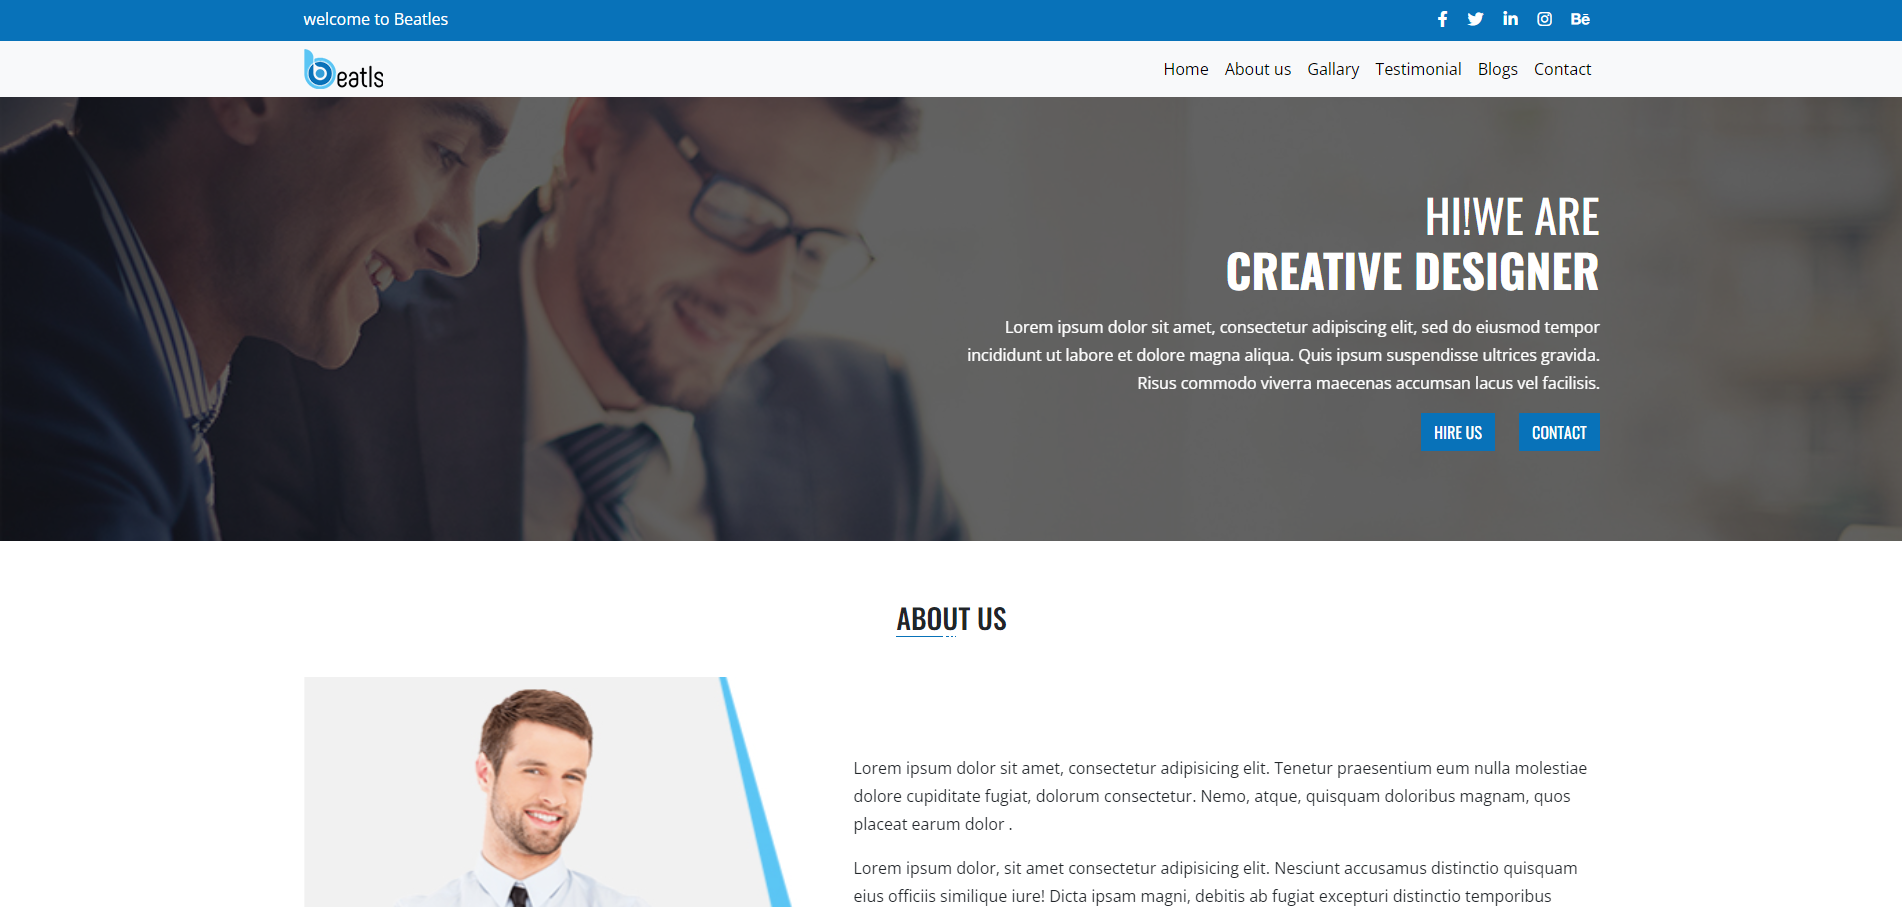 welcome to Beatles
Bē
beatls
Home About us Gallary Testimonial Blogs Contact
HI!WE ARE
CREATIVE DESIGNER
Lorem ipsum dolor sit amet, consectetur adipiscing elit, sed do eiusmod tempor
incididunt ut labore et dolore magna aliqua. Quis ipsum suspendisse ultrices gravida.
Risus commodo viverra maecenas accumsan lacus vel facilisis.
HIRE US CONTACT
ABOUT US
Lorem ipsum dolor sit amet, consectetur adipisicing elit. Tenetur praesentium eum nulla molestiae
dolore cupiditate fugiat, dolorum consectetur. Nemo, atque, quisquam doloribus magnam, quos
placeat earum dolor .
Lorem ipsum dolor, sit amet consectetur adipisicing elit. Nesciunt accusamus distinctio quisquam
eius officiis similique iure! Dicta ipsam magni, debitis ab fugiat excepturi distinctio temporibus